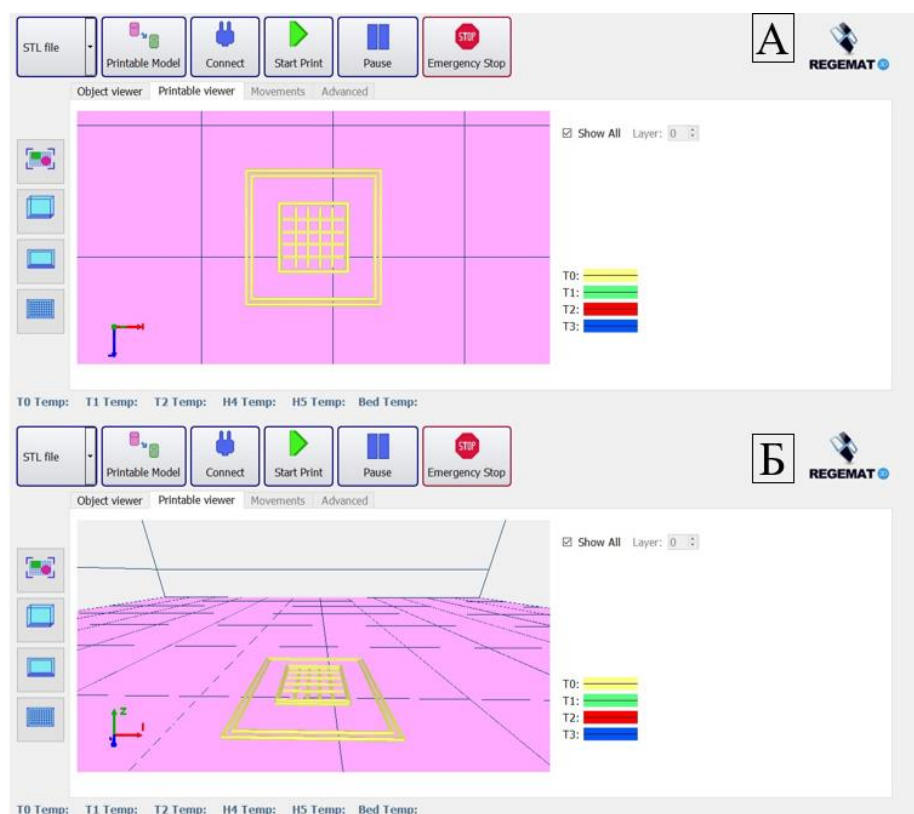 STL file
Printable Model
Connect
Start Print
Pause
STOP
Emergency Stop
А
REGEMAT 3D
Object viewer Printable viewer Movements Advanced
Show All Layer: 0
T0:
T1:
T2:
T3:
T0 Temp: T1 Temp: T2 Temp: H4 Temp: H5 Temp: Bed Temp:
STL file
Printable Model
Connect
Start Print
Pause
STOP
Emergency Stop
Б
REGEMAT 3D
Object viewer Printable viewer Movements Advanced
Show All Layer: 0
Z
T0:
T1:
T2:
T3:
T0 Temp: T1 Temp: T2 Temp: H4 Temp: H5 Temp: Bed Temp: